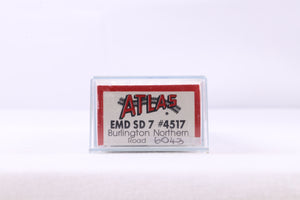 ATLAS
EMD SD 7 #4517
Burlington Northern
Road 6043